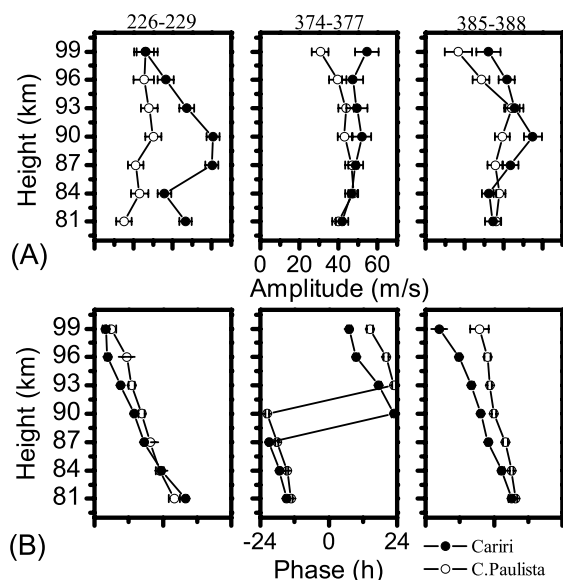 226-229 374-377 385-388
99
96
93
90
87
84
81
Height (km)
(A)
0 20 40 60
Amplitude (m/s)
99
96
93
90
87
84
81
Height (km)
(B)
-24 0 24
Phase (h)
Cariri
C.Paulista